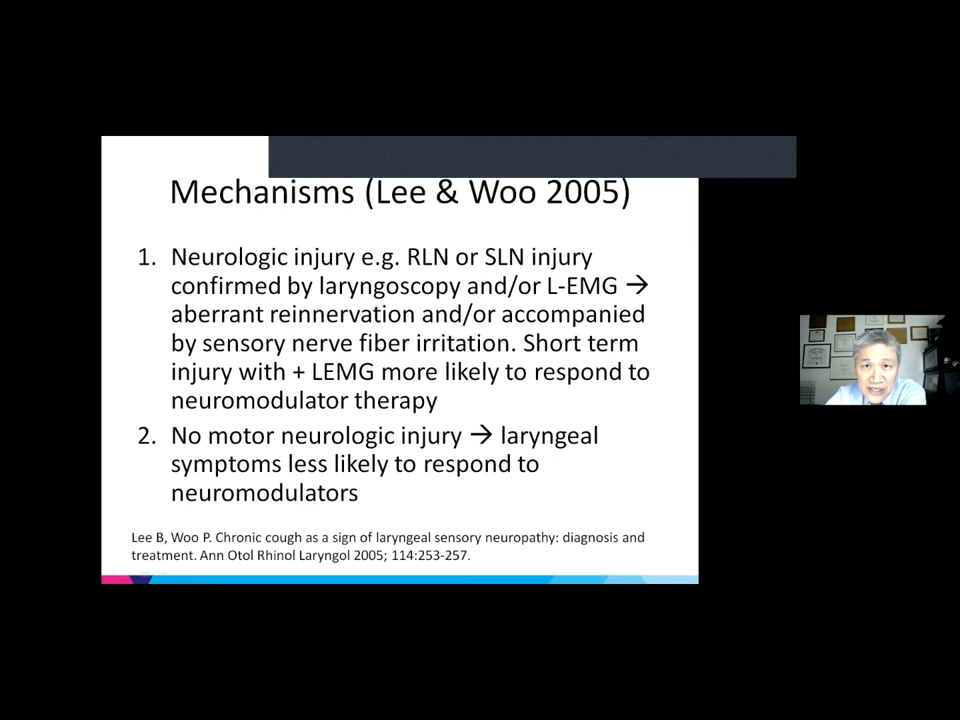 Mechanisms (Lee & Woo 2005)
1. Neurologic injury e.g. RLN or SLN injury
confirmed by laryngoscopy and/or L-EMG →
aberrant reinnervation and/or accompanied
by sensory nerve fiber irritation. Short term
injury with + LEMG more likely to respond to
neuromodulator therapy
2. No motor neurologic injury → laryngeal
symptoms less likely to respond to
neuromodulators
Lee B, Woo P. Chronic cough as a sign of laryngeal sensory neuropathy: diagnosis and
treatment. Ann Otol Rhinol Laryngol 2005; 114:253-257.